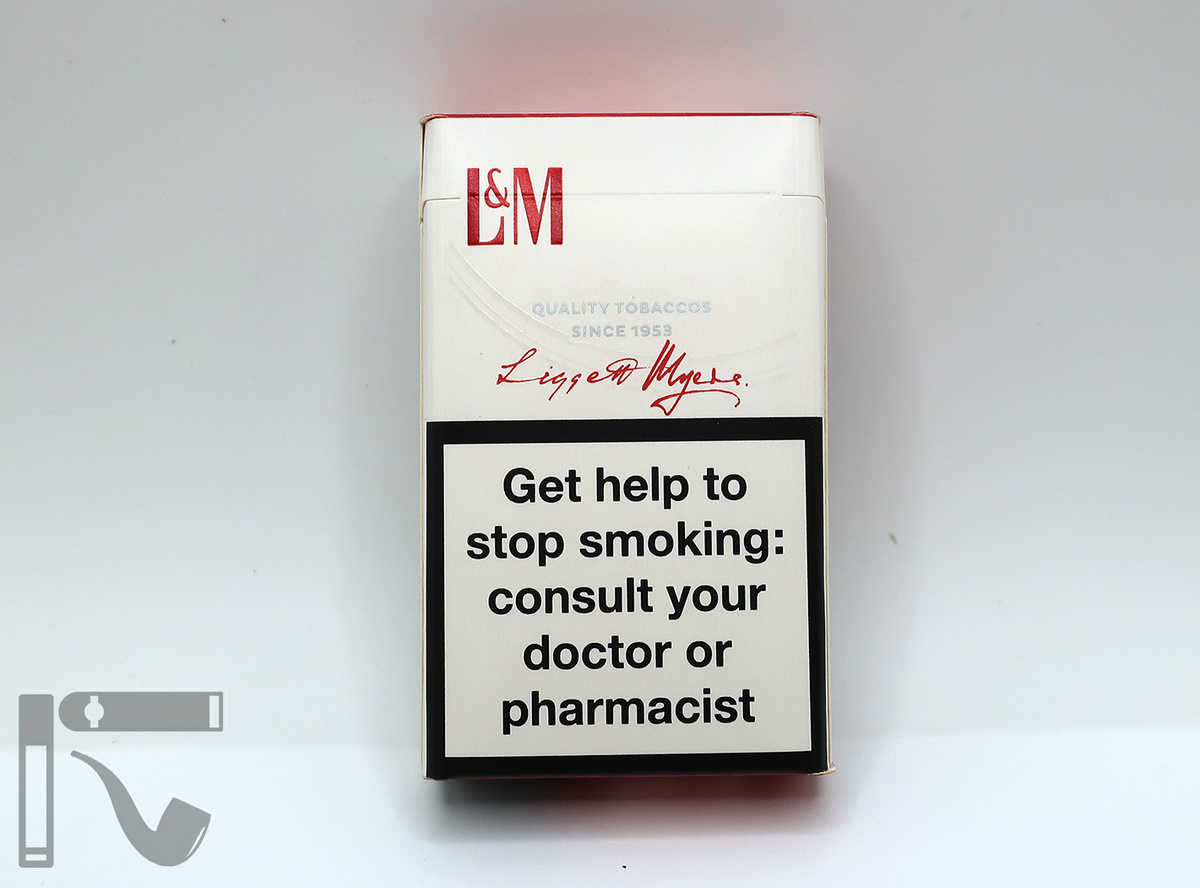 L&M
QUALITY TOBACCOS
SINCE 1953
Liggett Myers.
Get help to
stop smoking:
consult your
doctor or
pharmacist